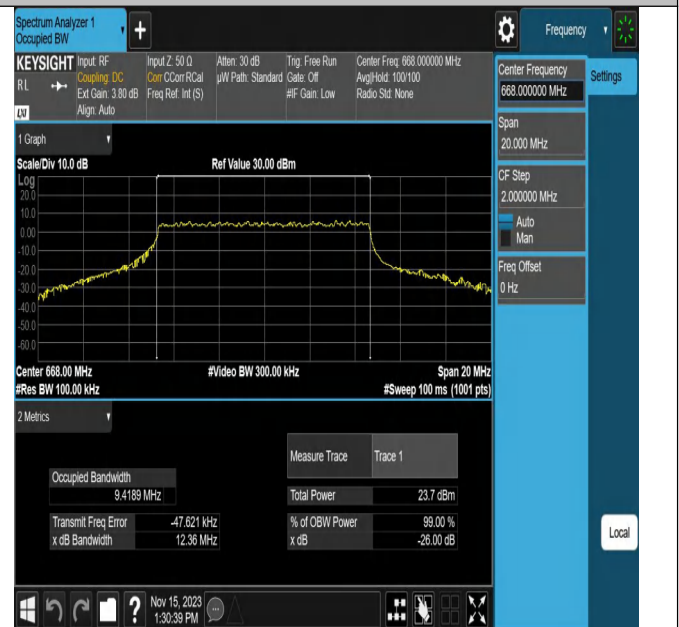 Spectrum Analyzer 1
Occupied BW
Frequency
KEYSIGHT
RL
LXI
Input: RF
Coupling: DC
Ext Gain: 3.80 dB
Align: Auto
Input Z: 50 Ω
Corr CCorr RCal
Freq Ref: Int (S)
Atten: 30 dB
µW Path: Standard
Trig: Free Run
Gate: Off
#IF Gain: Low
Center Freq: 668.000000 MHz
Avg|Hold: 100/100
Radio Std: None
Center Frequency
668.000000 MHz
Settings
Span
20.000 MHz
CF Step
2.000000 MHz
Auto
Man
Freq Offset
0 Hz
1 Graph
Scale/Div 10.0 dB
Ref Value 30.00 dBm
Log
20.0
10.0
0.00
-10.0
-20.0
-30.0
-40.0
-50.0
-60.0
Center 668.00 MHz
#Video BW 300.00 kHz
Span 20 MHz
#Res BW 100.00 kHz
#Sweep 100 ms (1001 pts)
2 Metrics
Measure Trace
Trace 1
Occupied Bandwidth
9.4189 MHz
Total Power
23.7 dBm
Transmit Freq Error
-47.621 kHz
% of OBW Power
99.00 %
x dB Bandwidth
12.36 MHz
x dB
-26.00 dB
Local
?
Nov 15, 2023
1:30:39 PM